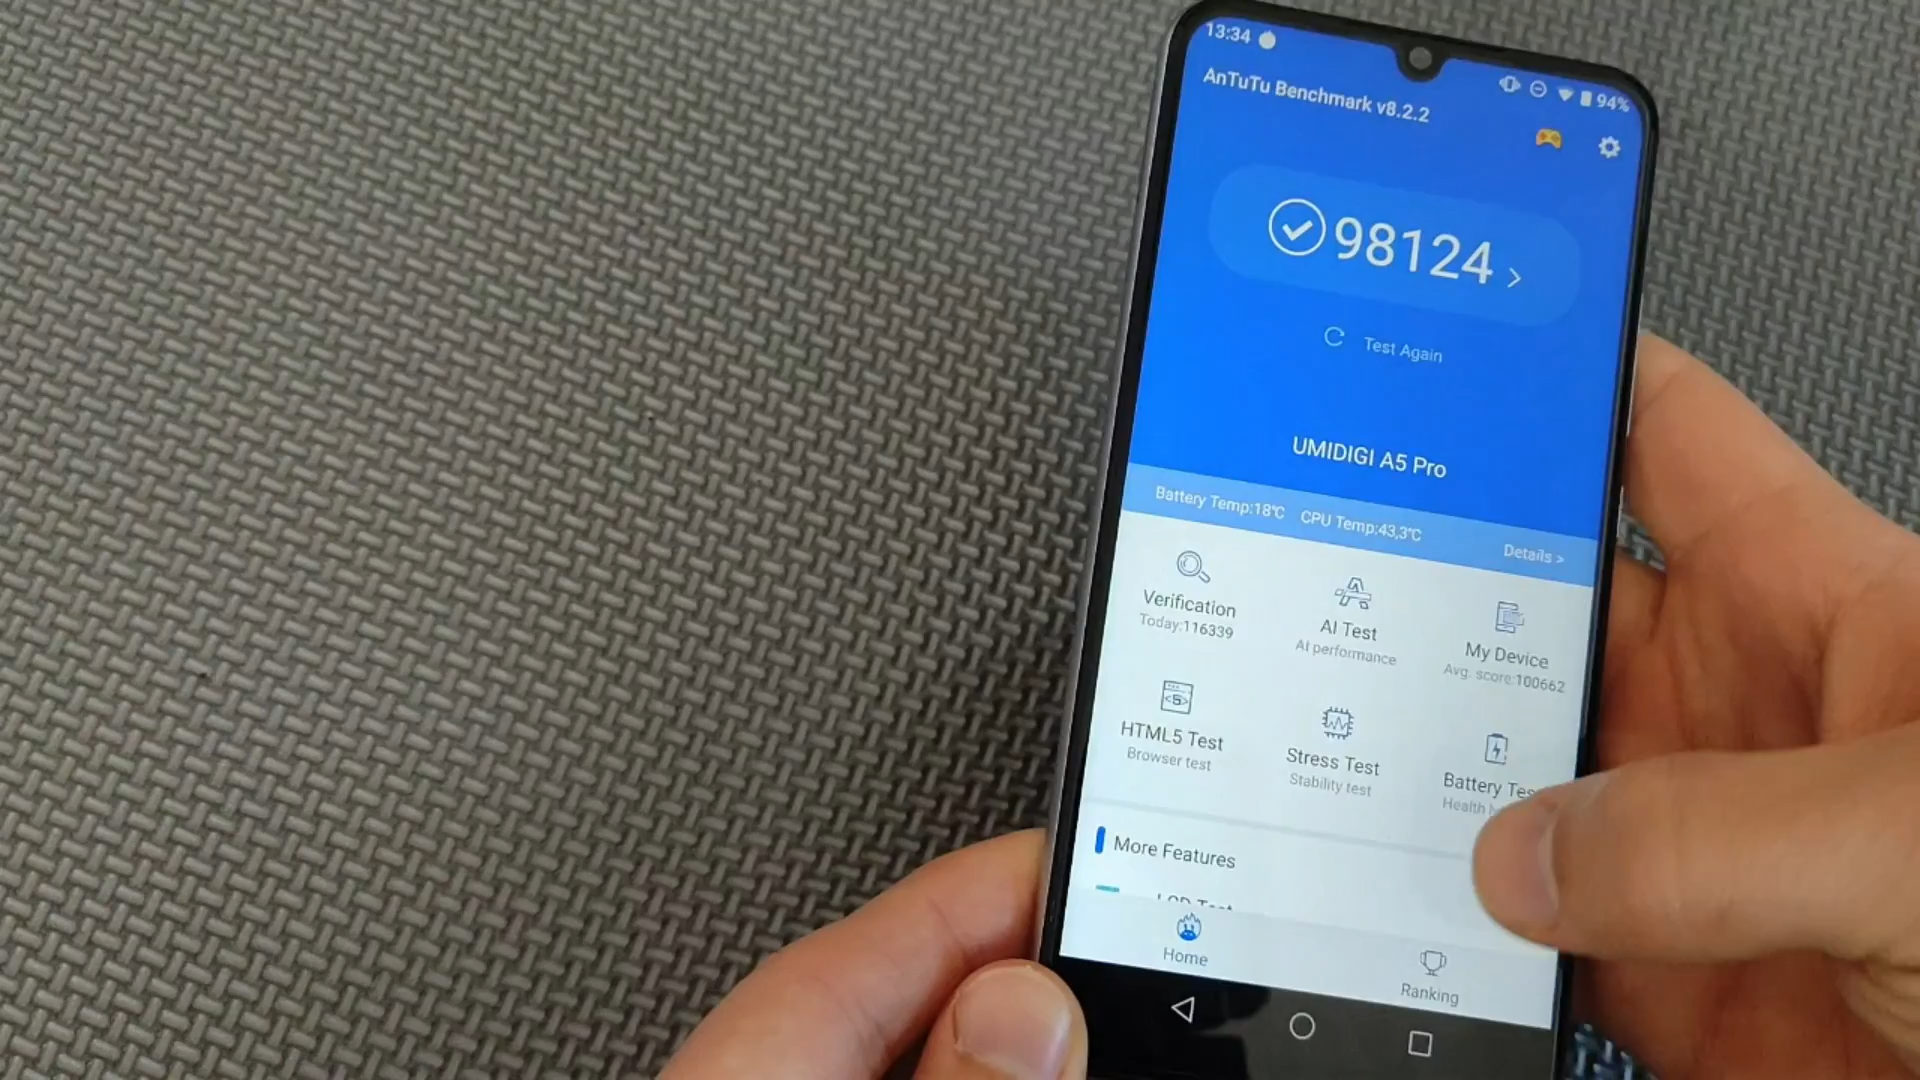 13:34
94%
AnTuTu Benchmark v8.2.2
98124
Test Again
UMIDIGI A5 Pro
Battery Temp:18℃ CPU Temp:43,3℃ Details >
Verification
Today:116339
AI Test
AI performance
My Device
Avg. score:100662
HTML5 Test
Browser test
Stress Test
Stability test
Battery
Health
More Features
Home
Ranking